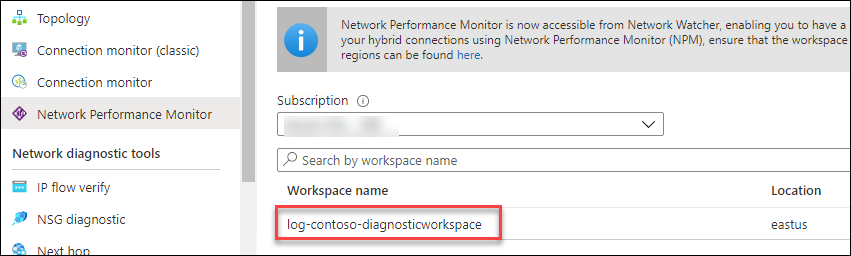 Topology
Connection monitor (classic)
Connection monitor
Network Performance Monitor
Network diagnostic tools
IP flow verify
NSG diagnostic
Next hop
Network Performance Monitor is now accessible from Network Watcher, enabling you to have a
your hybrid connections using Network Performance Monitor (NPM), ensure that the workspace
regions can be found here.
Subscription
Search by workspace name
Workspace name Location
log-contoso-diagnosticworkspace eastus